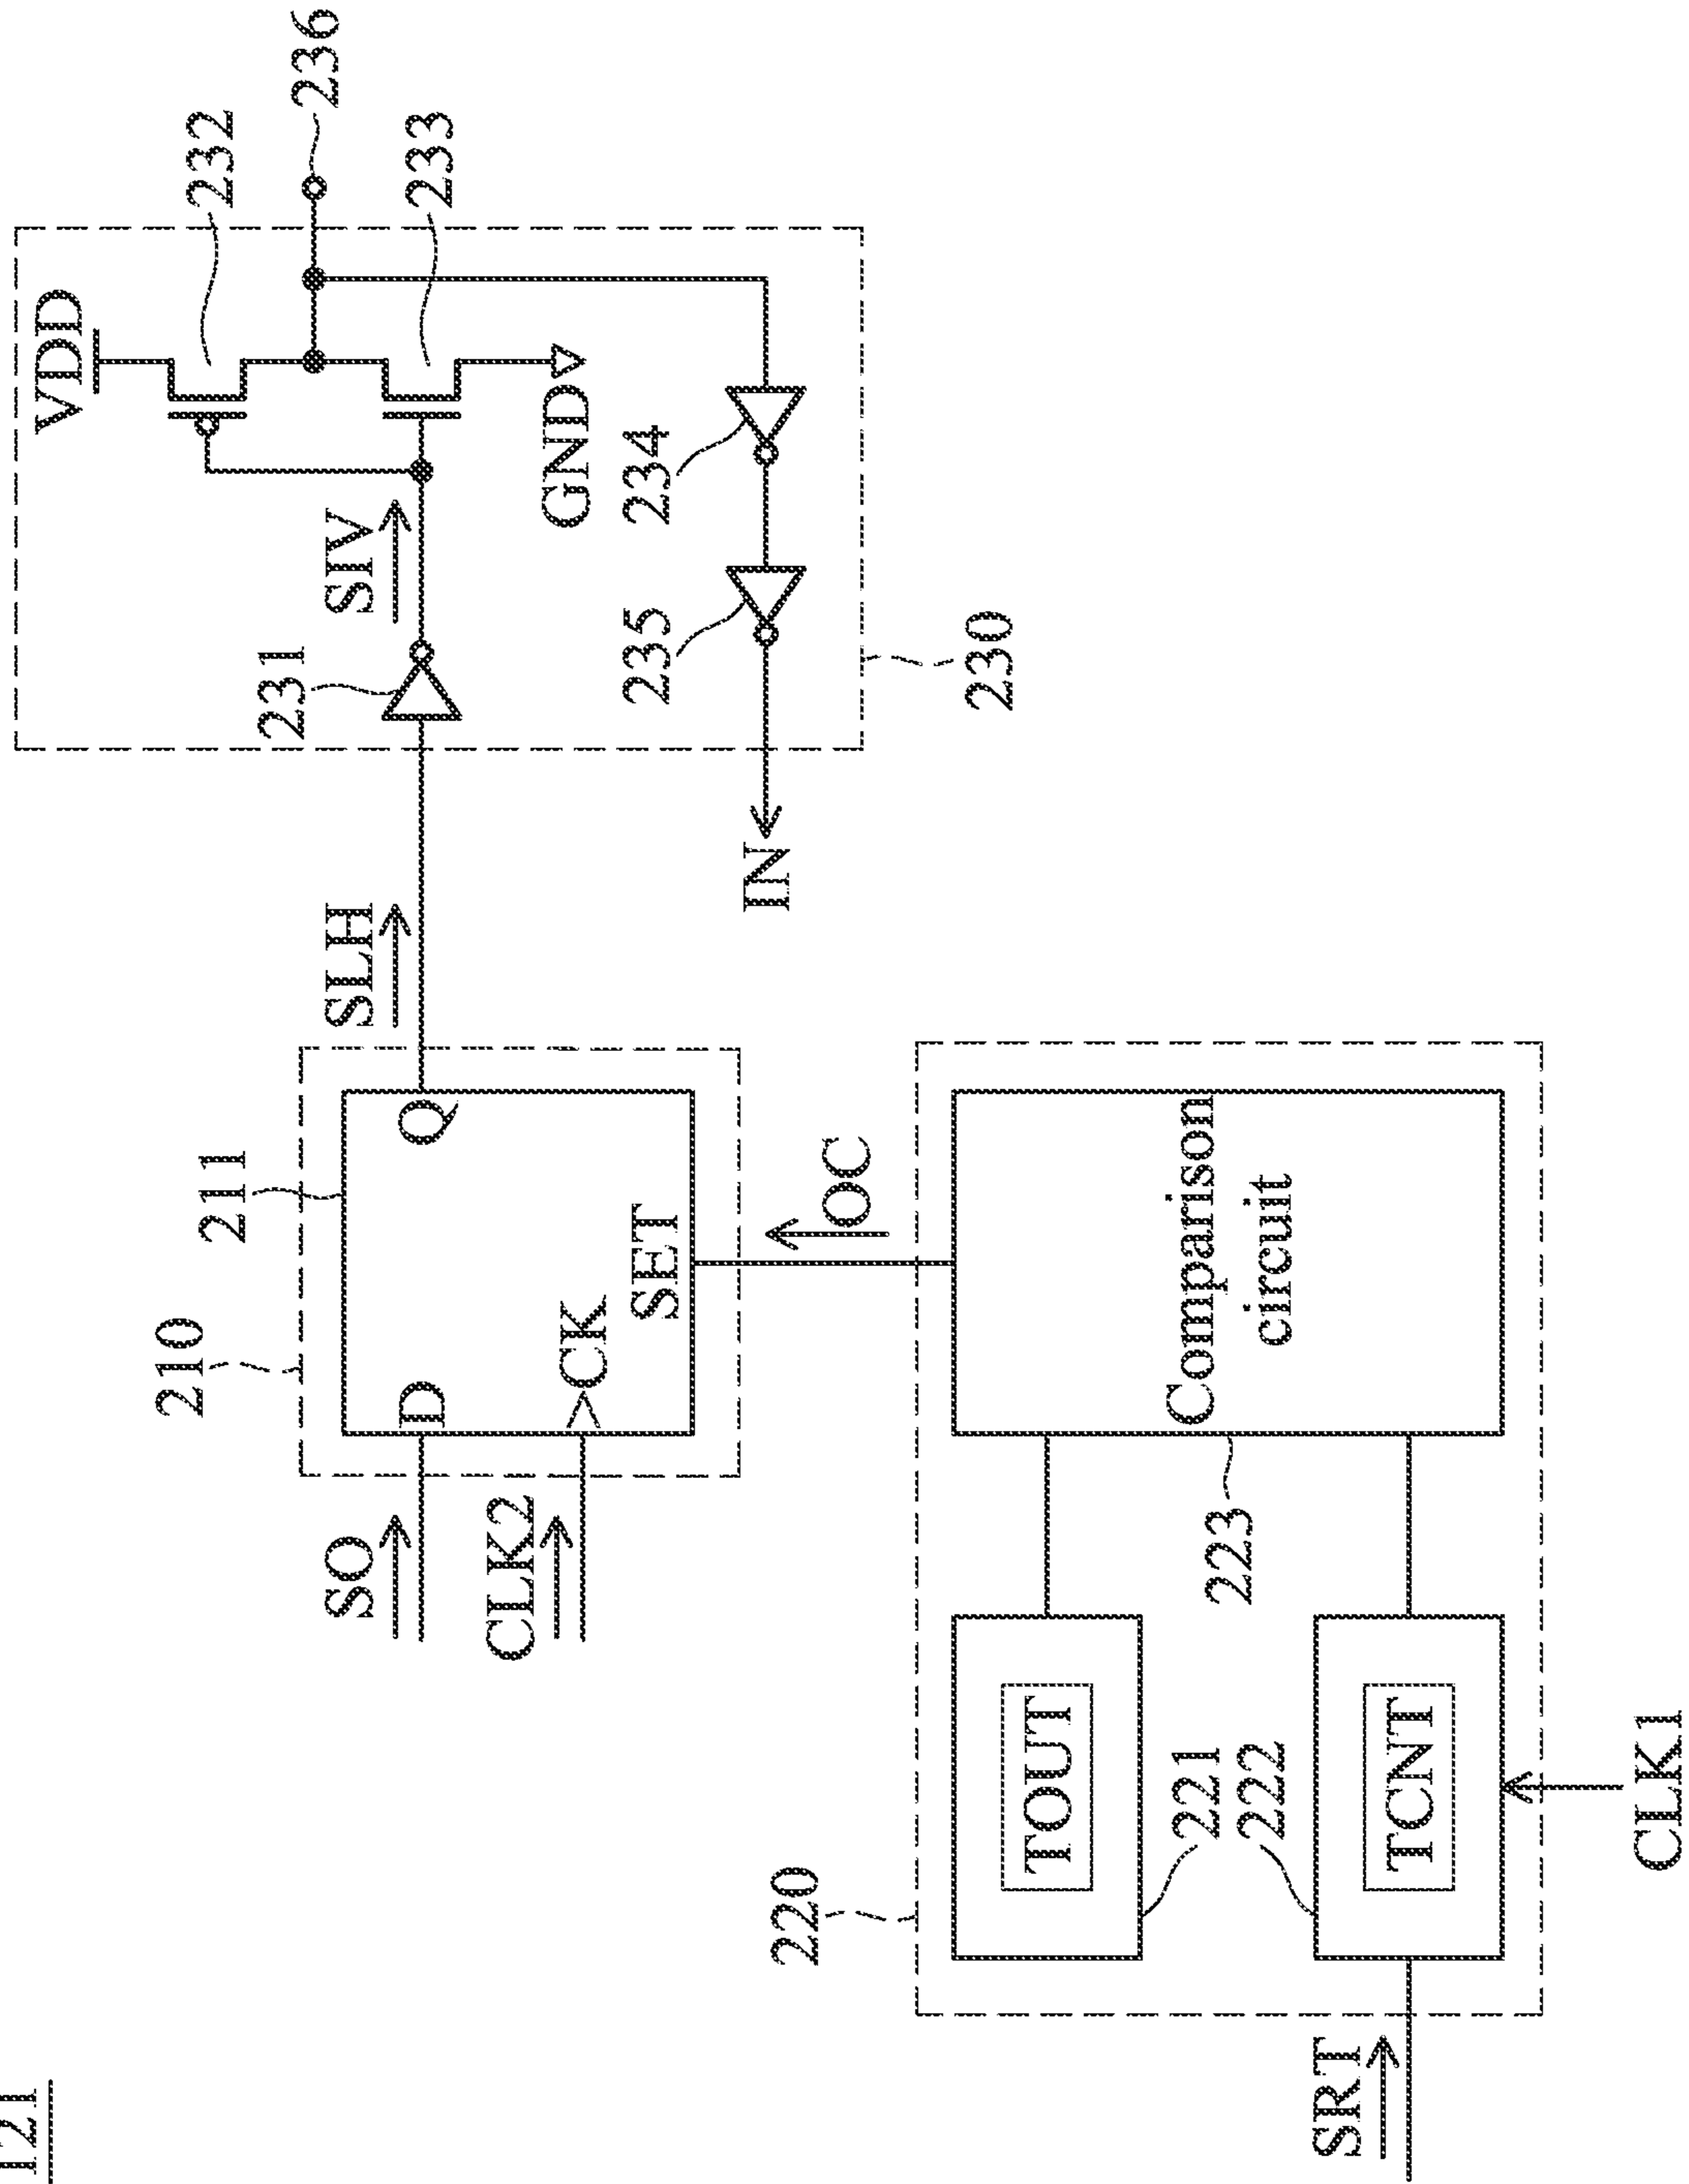 121
VDD
232
236
233
SIV
231
GND
234
235
IN
230
SLH
210
211
SO
D
Q
CLK2
CK
SET
OC
220
TOUT
221
222
TCNT
223
Comparison
circuit
SRT
CLK1